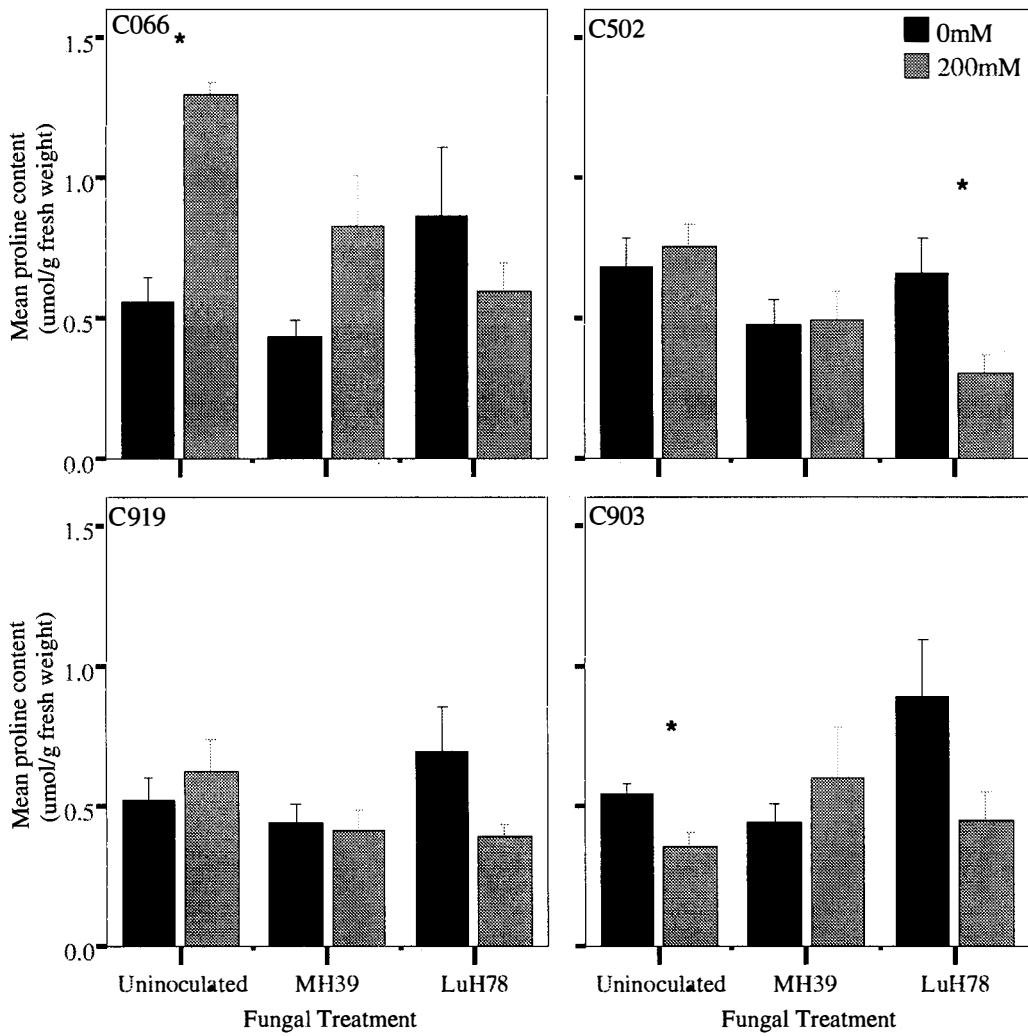 C066
*
1.5
1.0
0.5
0.0
Mean proline content
(umol/g fresh weight)
C502
0mM
200mM
*
C919
1.5
1.0
0.5
0.0
Mean proline content
(umol/g fresh weight)
Uninoculated
MH39
LuH78
Fungal Treatment
C903
*
Uninoculated
MH39
LuH78
Fungal Treatment